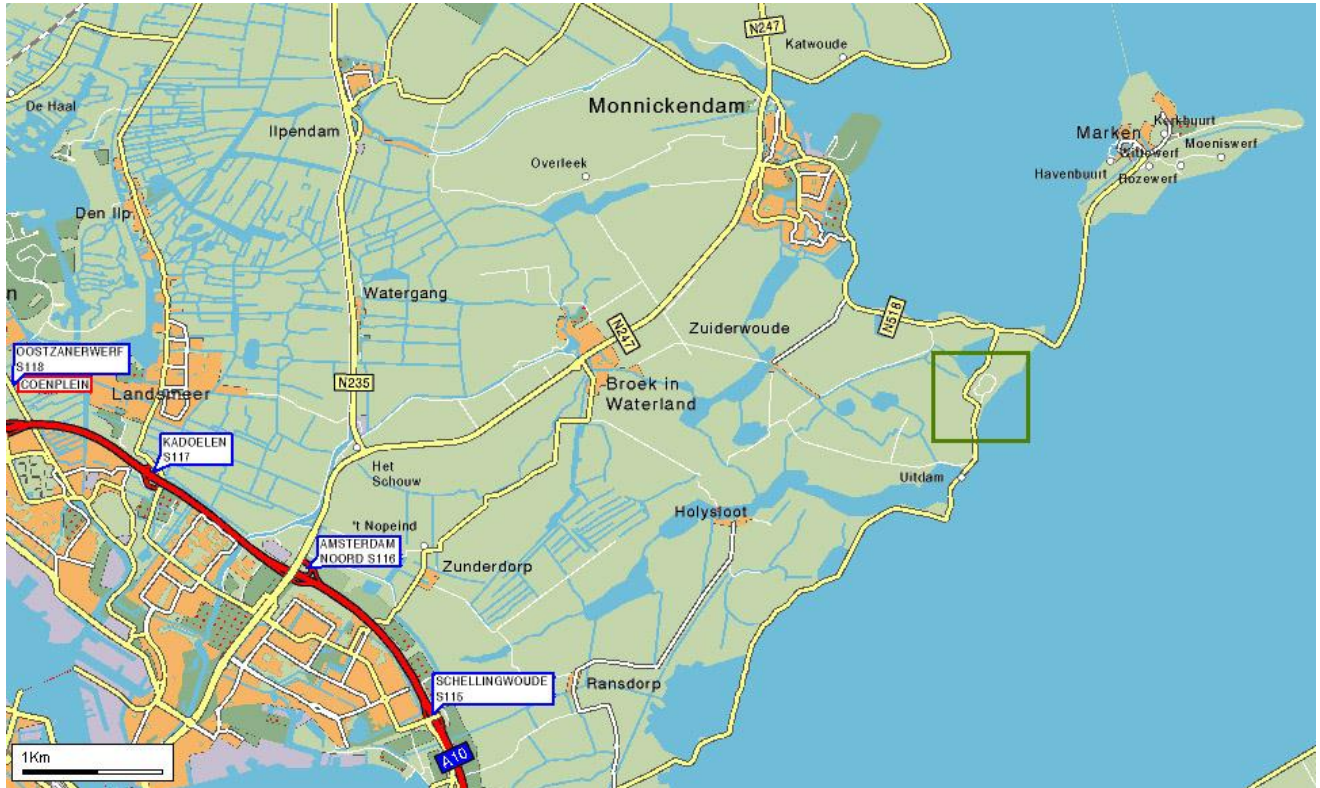 N247
Katwoude
De Haal
Monnickendam
Ilpendam
Kerkbuurt
Marken
Moeniswerf
Overleek
Wittewerf
Havenbuurt
Rozewerf
Den Ilp
n
Watergang
N518
Zuiderwoude
N247
OOSTZANERWERF
S118
COENPLEIN
N235
Landsmeer
Broek in
Waterland
KADOELEN
S117
Het
Schouw
Uitdam
Holysloot
't Nopeind
AMSTERDAM
NOORD S116
Zunderdorp
SCHELLINGWOUDE
S115
Ransdorp
A10
1Km